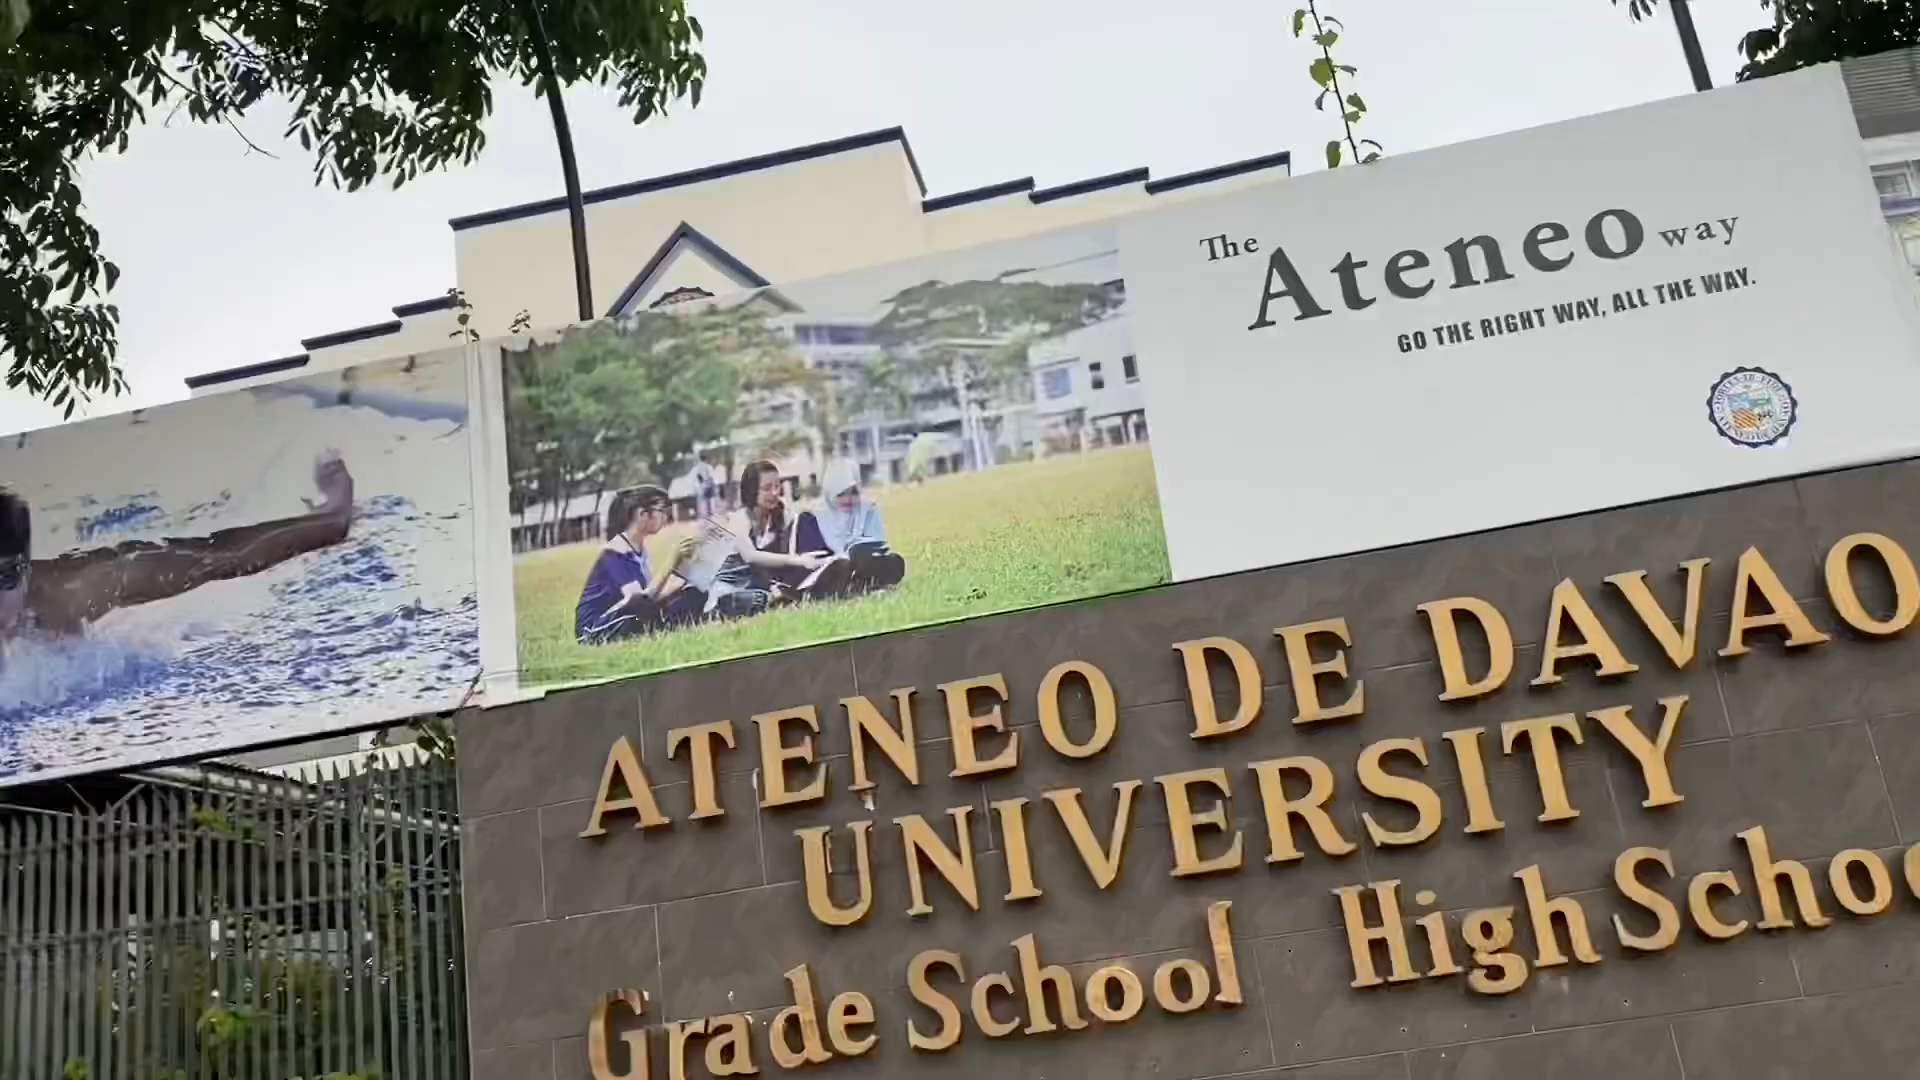 The Ateneo way
GO THE RIGHT WAY, ALL THE WAY.
ATENEO DE DAVAO
UNIVERSITY
Grade School High Schoo